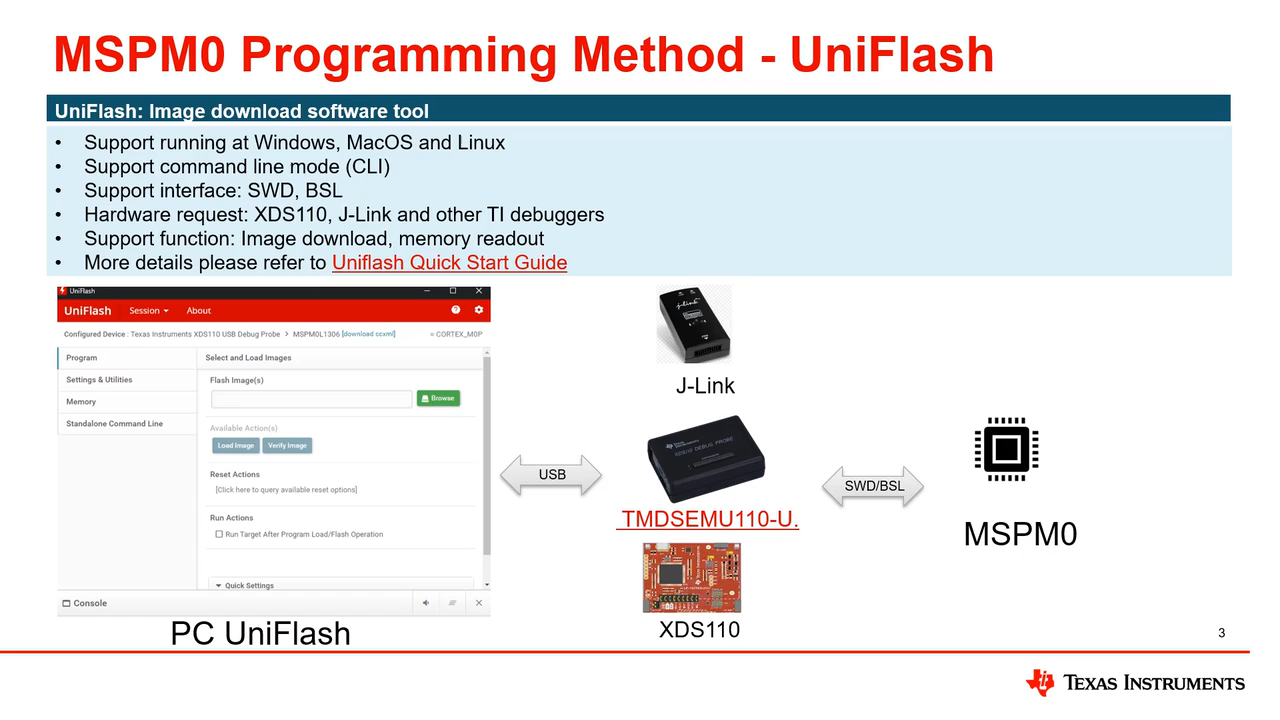 MSPM0 Programming Method - UniFlash
UniFlash: Image download software tool
• Support running at Windows, MacOS and Linux
• Support command line mode (CLI)
• Support interface: SWD, BSL
• Hardware request: XDS110, J-Link and other TI debuggers
• Support function: Image download, memory readout
• More details please refer to Uniflash Quick Start Guide
UniFlash
UniFlash Session About
Configured Device : Texas Instruments XDS110 USB Debug Probe > MSPM0L1306 [download ccxml] = CORTEX_M0P
Program
Settings & Utilities
Memory
Standalone Command Line
Select and Load Images
Flash Image(s)
Browse
Available Action(s)
Load Image Verify Image
Reset Actions
[Click here to query available reset options]
Run Actions
Run Target After Program Load/Flash Operation
Quick Settings
Console
PC UniFlash
USB
J-Link
J-Link
XDS110 DEBUG PROBE
TMDSEMU110-U.
XDS110
SWD/BSL
MSPM0
3
TEXAS INSTRUMENTS